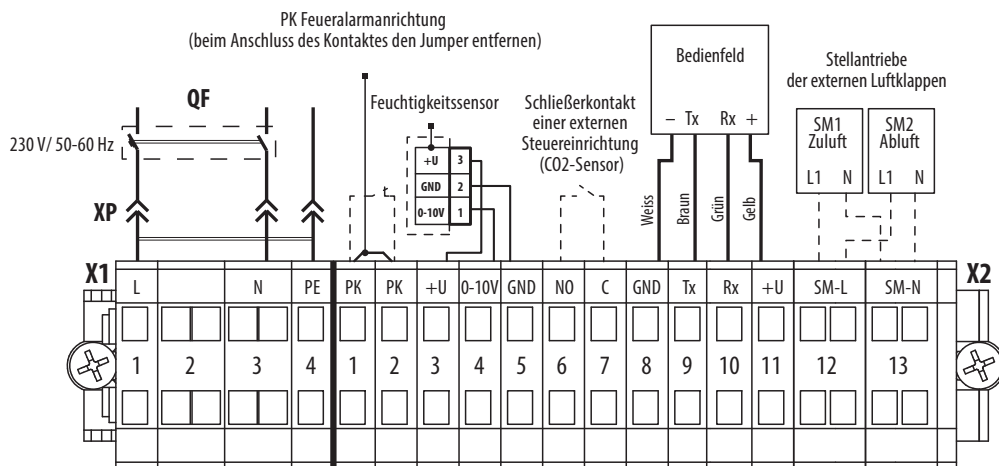 PK Feueralarmanrichtung
(beim Anschluss des Kontaktes den Jumper entfernen)
QF
230 V/ 50-60 Hz
XP
Feuchtigkeitssensor
+U 3
GND 2
0-10V 1
Schließerkontakt
einer externen
Steuereinrichtung
(CO2-Sensor)
Bedienfeld
– Tx Rx +
Weiss
Braun
Grün
Gelb
Stellantriebe
der externen Luftklappen
SM1
Zuluft
L1 N
SM2
Abluft
L1 N
X1
X2
L N PE PK PK +U 0-10V GND NO C GND Tx Rx +U SM-L SM-N
1 2 3 4 1 2 3 4 5 6 7 8 9 10 11 12 13